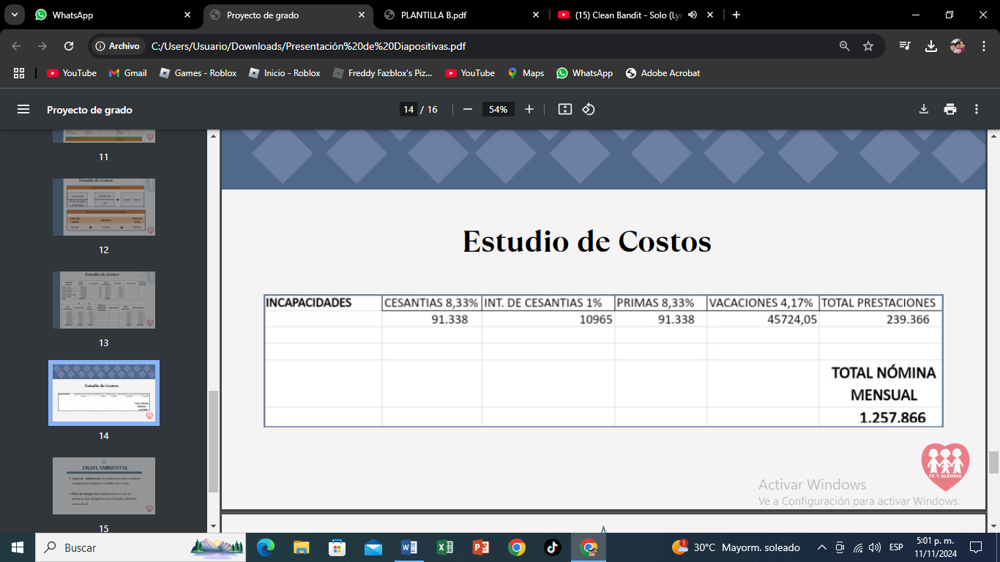 WhatsApp
Proyecto de grado
PLANTILLA B.pdf
(15) Clean Bandit - Solo (Lyr
Archivo
C:/Users/Usuario/Downloads/Presentación%20de%20Diapositivas.pdf
YouTube
Gmail
Games - Roblox
Inicio - Roblox
Freddy Fazblox's Piz...
YouTube
Maps
WhatsApp
Adobe Acrobat
Proyecto de grado
14 / 16
54%
11
Estudio de Costos
12
Estudio de Costos
13
Estudio de Costos
14
FICHA AMBIENTAL
15
Estudio de Costos
INCAPACIDADES CESANTIAS 8,33% INT. DE CESANTIAS 1% PRIMAS 8,33% VACACIONES 4,17% TOTAL PRESTACIONES
91.338 10965 91.338 45724,05 239.366
TOTAL NÓMINA
MENSUAL
1.257.866
FE Y ALEGRIA
Activar Windows
Ve a Configuración para activar Windows.
Buscar
30°C Mayorm. soleado
ESP
5:01 p. m.
11/11/2024